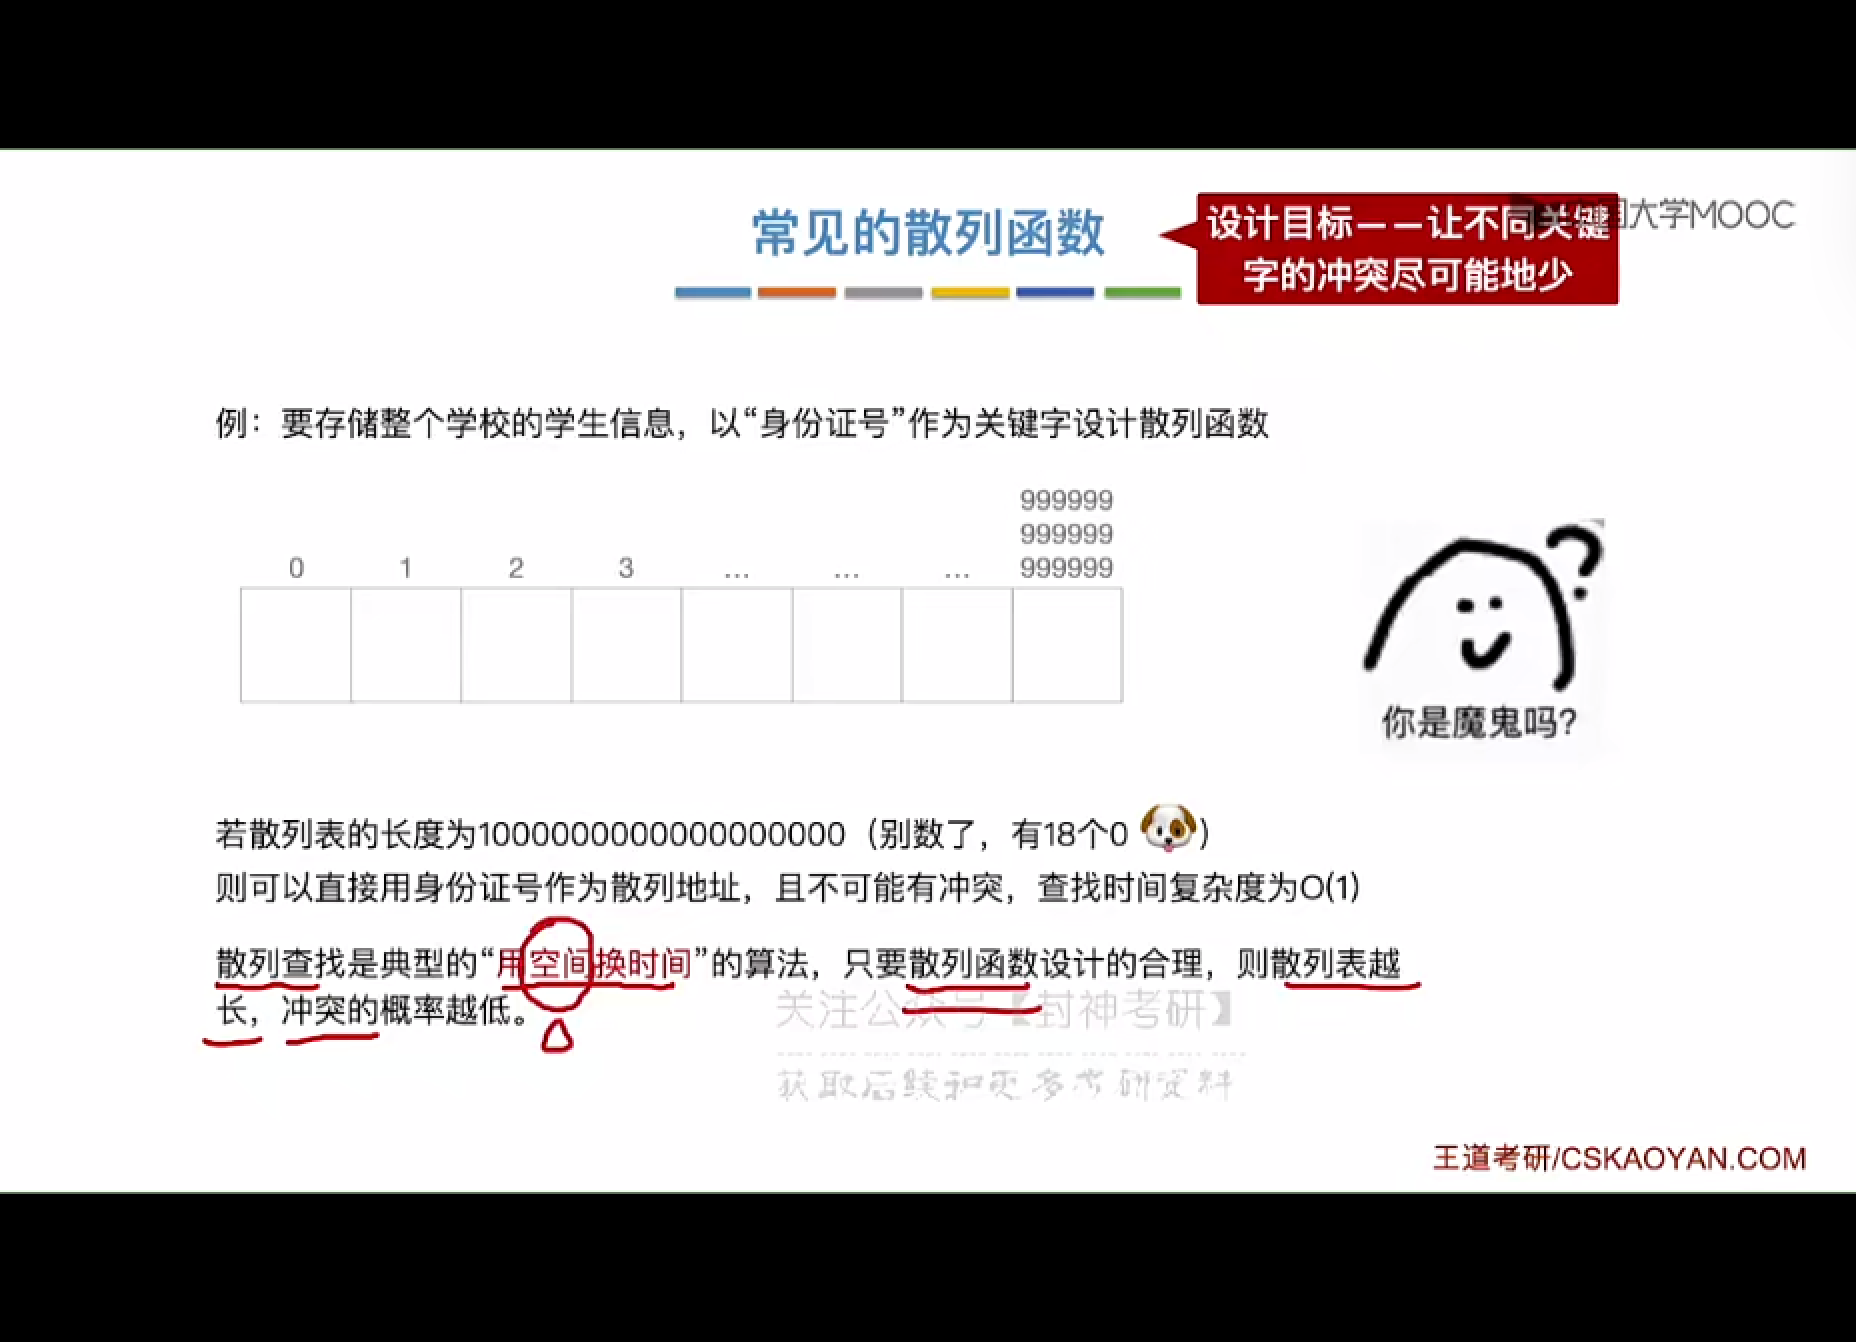 常见的散列函数
设计目标——让不同关键
字的冲突尽可能地少
国大学MOOC
例：要存储整个学校的学生信息，以“身份证号”作为关键字设计散列函数
999999
999999
0 1 2 3 ... ... ... 999999
你是魔鬼吗?
若散列表的长度为1000000000000000000（别数了，有18个0 ）
则可以直接用身份证号作为散列地址，且不可能有冲突，查找时间复杂度为O(1)
散列查找是典型的“用空间换时间”的算法，只要散列函数设计的合理，则散列表越
长，冲突的概率越低。
关注公众号【封神考研】
获取后续和更多考研资料
王道考研/CSKAOYAN.COM